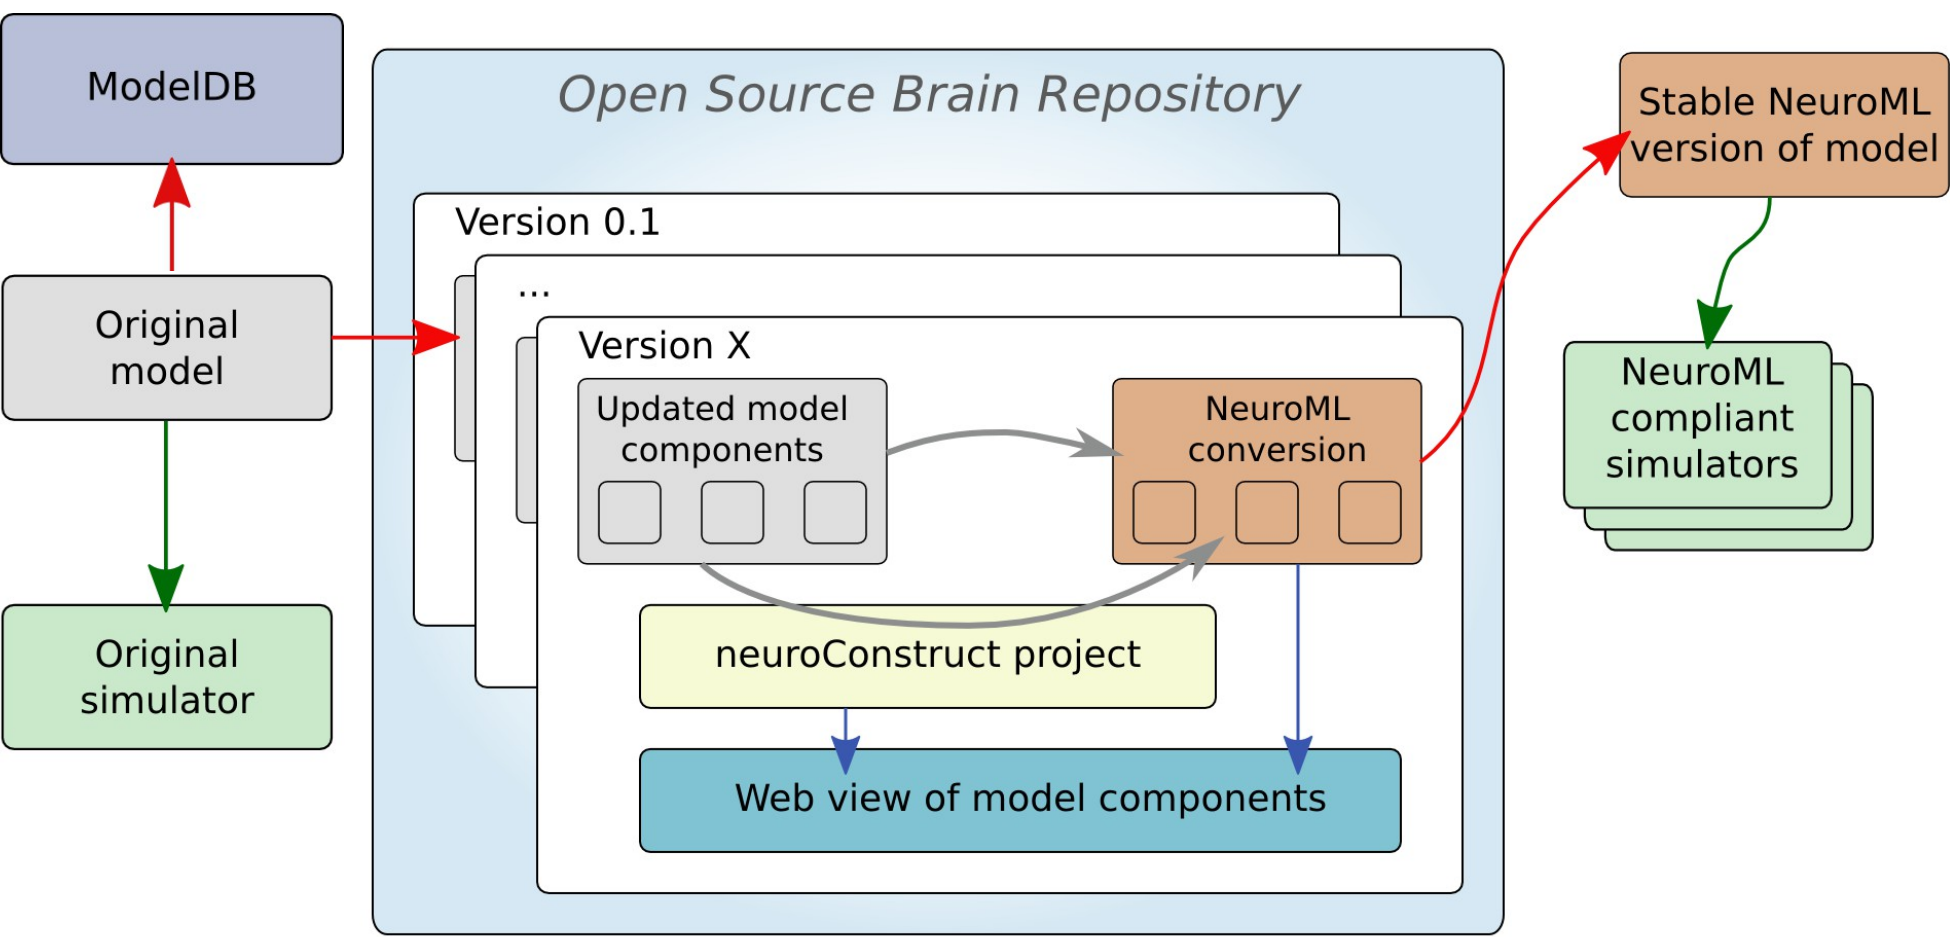 ModelDB
Original
model
Original
simulator
Open Source Brain Repository
Version 0.1
...
Version X
Updated model
components
NeuroML
conversion
neuroConstruct project
Web view of model components
Stable NeuroML
version of model
NeuroML
compliant
simulators